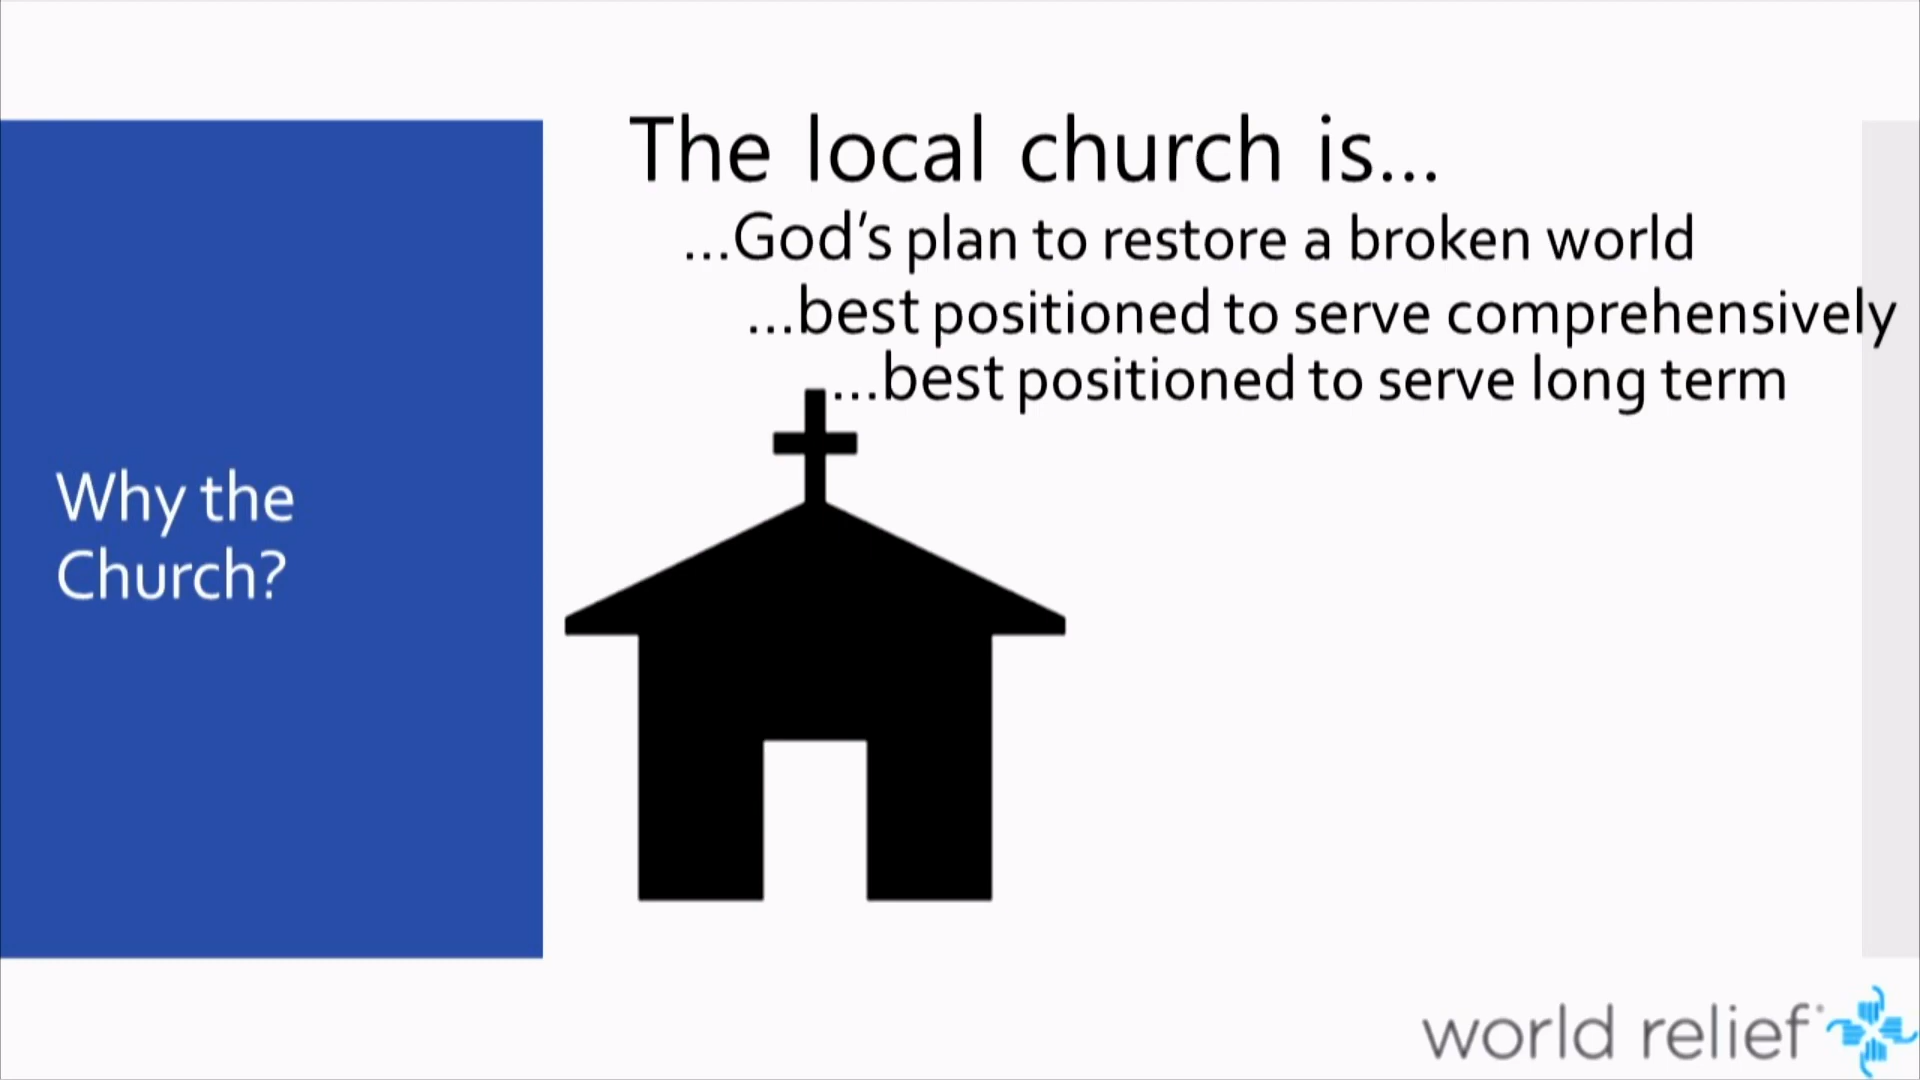 The local church is...
...God's plan to restore a broken world
...best positioned to serve comprehensively
...best positioned to serve long term
Why the
Church?
world relief